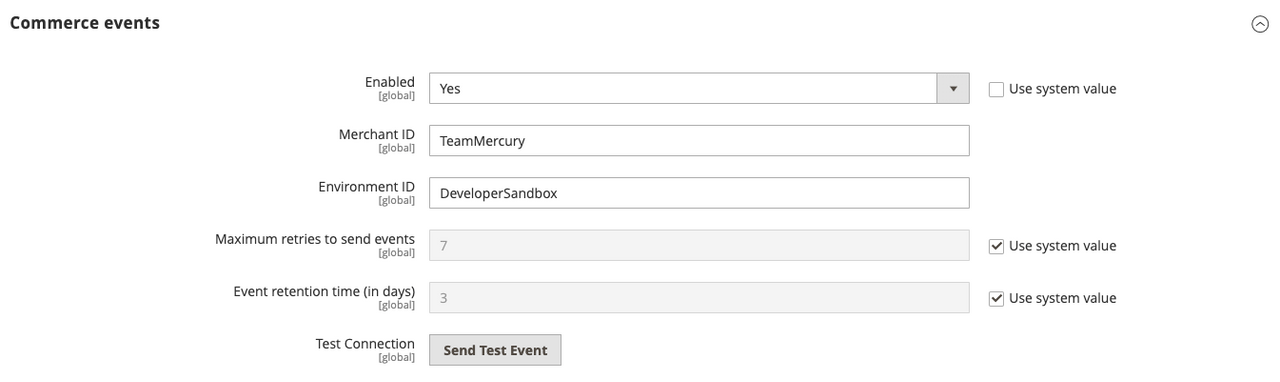 Commerce events
Enabled
[global]
Yes
Use system value
Merchant ID
[global]
TeamMercury
Environment ID
[global]
DeveloperSandbox
Maximum retries to send events
[global]
7
Use system value
Event retention time (in days)
[global]
3
Use system value
Test Connection
[global]
Send Test Event